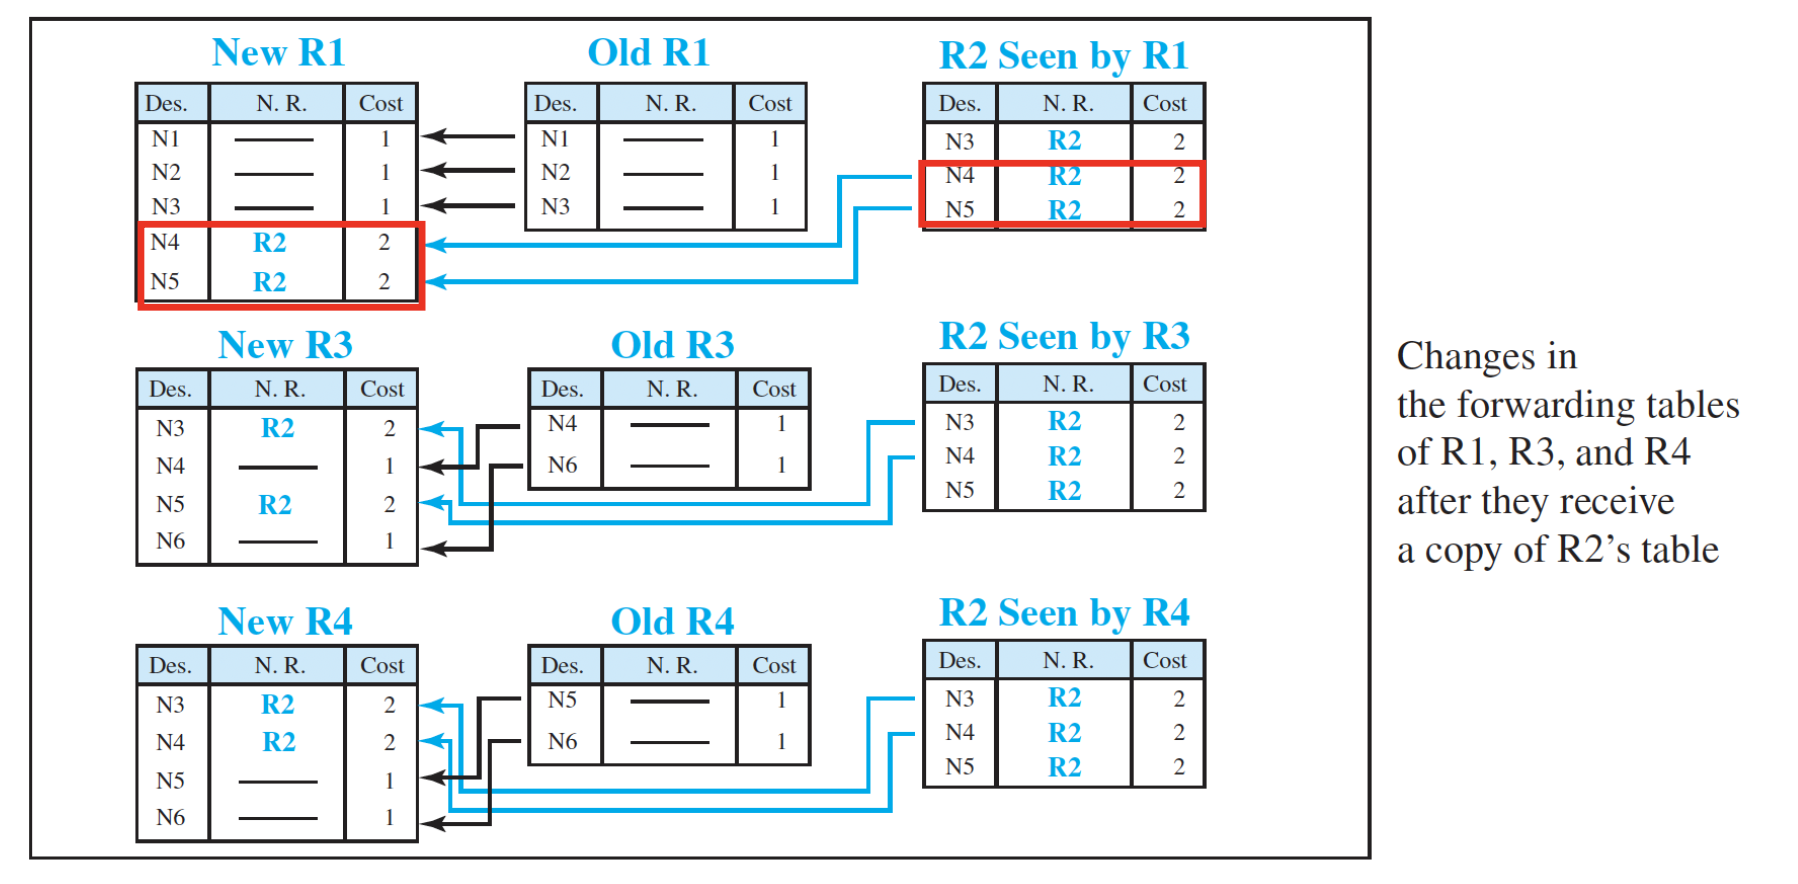 New R1 Old R1 R2 Seen by R1
Des. N. R. Cost Des. N. R. Cost Des. N. R. Cost
N1 1 N1 1 N3 R2 2
N2 1 N2 1 N4 R2 2
N3 1 N3 1 N5 R2 2
N4 R2 2
N5 R2 2
New R3 Old R3 R2 Seen by R3
Des. N. R. Cost Des. N. R. Cost Des. N. R. Cost
N3 R2 2 N4 1 N3 R2 2
N4 1 N6 1 N4 R2 2
N5 R2 2 N5 R2 2
N6 1
New R4 Old R4 R2 Seen by R4
Des. N. R. Cost Des. N. R. Cost Des. N. R. Cost
N3 R2 2 N5 1 N3 R2 2
N4 R2 2 N6 1 N4 R2 2
N5 1 N5 R2 2
N6 1
Changes in
the forwarding tables
of R1, R3, and R4
after they receive
a copy of R2’s table